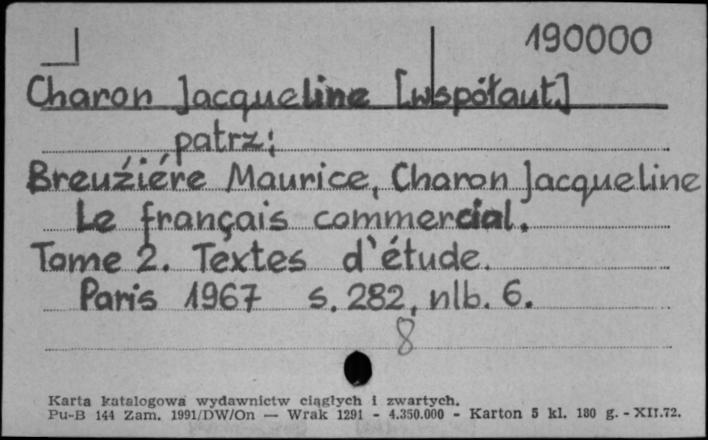 190000
Charon Jacqueline [współaut.]
patrz:
Breuźiére Maurice, Charon Jacqueline
Le français commercial.
Tome 2. Textes d'étude.
Paris 1967 s. 282, nlb. 6.
8
Karta katalogowa wydawnictw ciągłych i zwartych.
Pu-B 144 Zam. 1991/DW/On — Wrak 1291 - 4.350.000 - Karton 5 kl. 180 g. - XII.72.